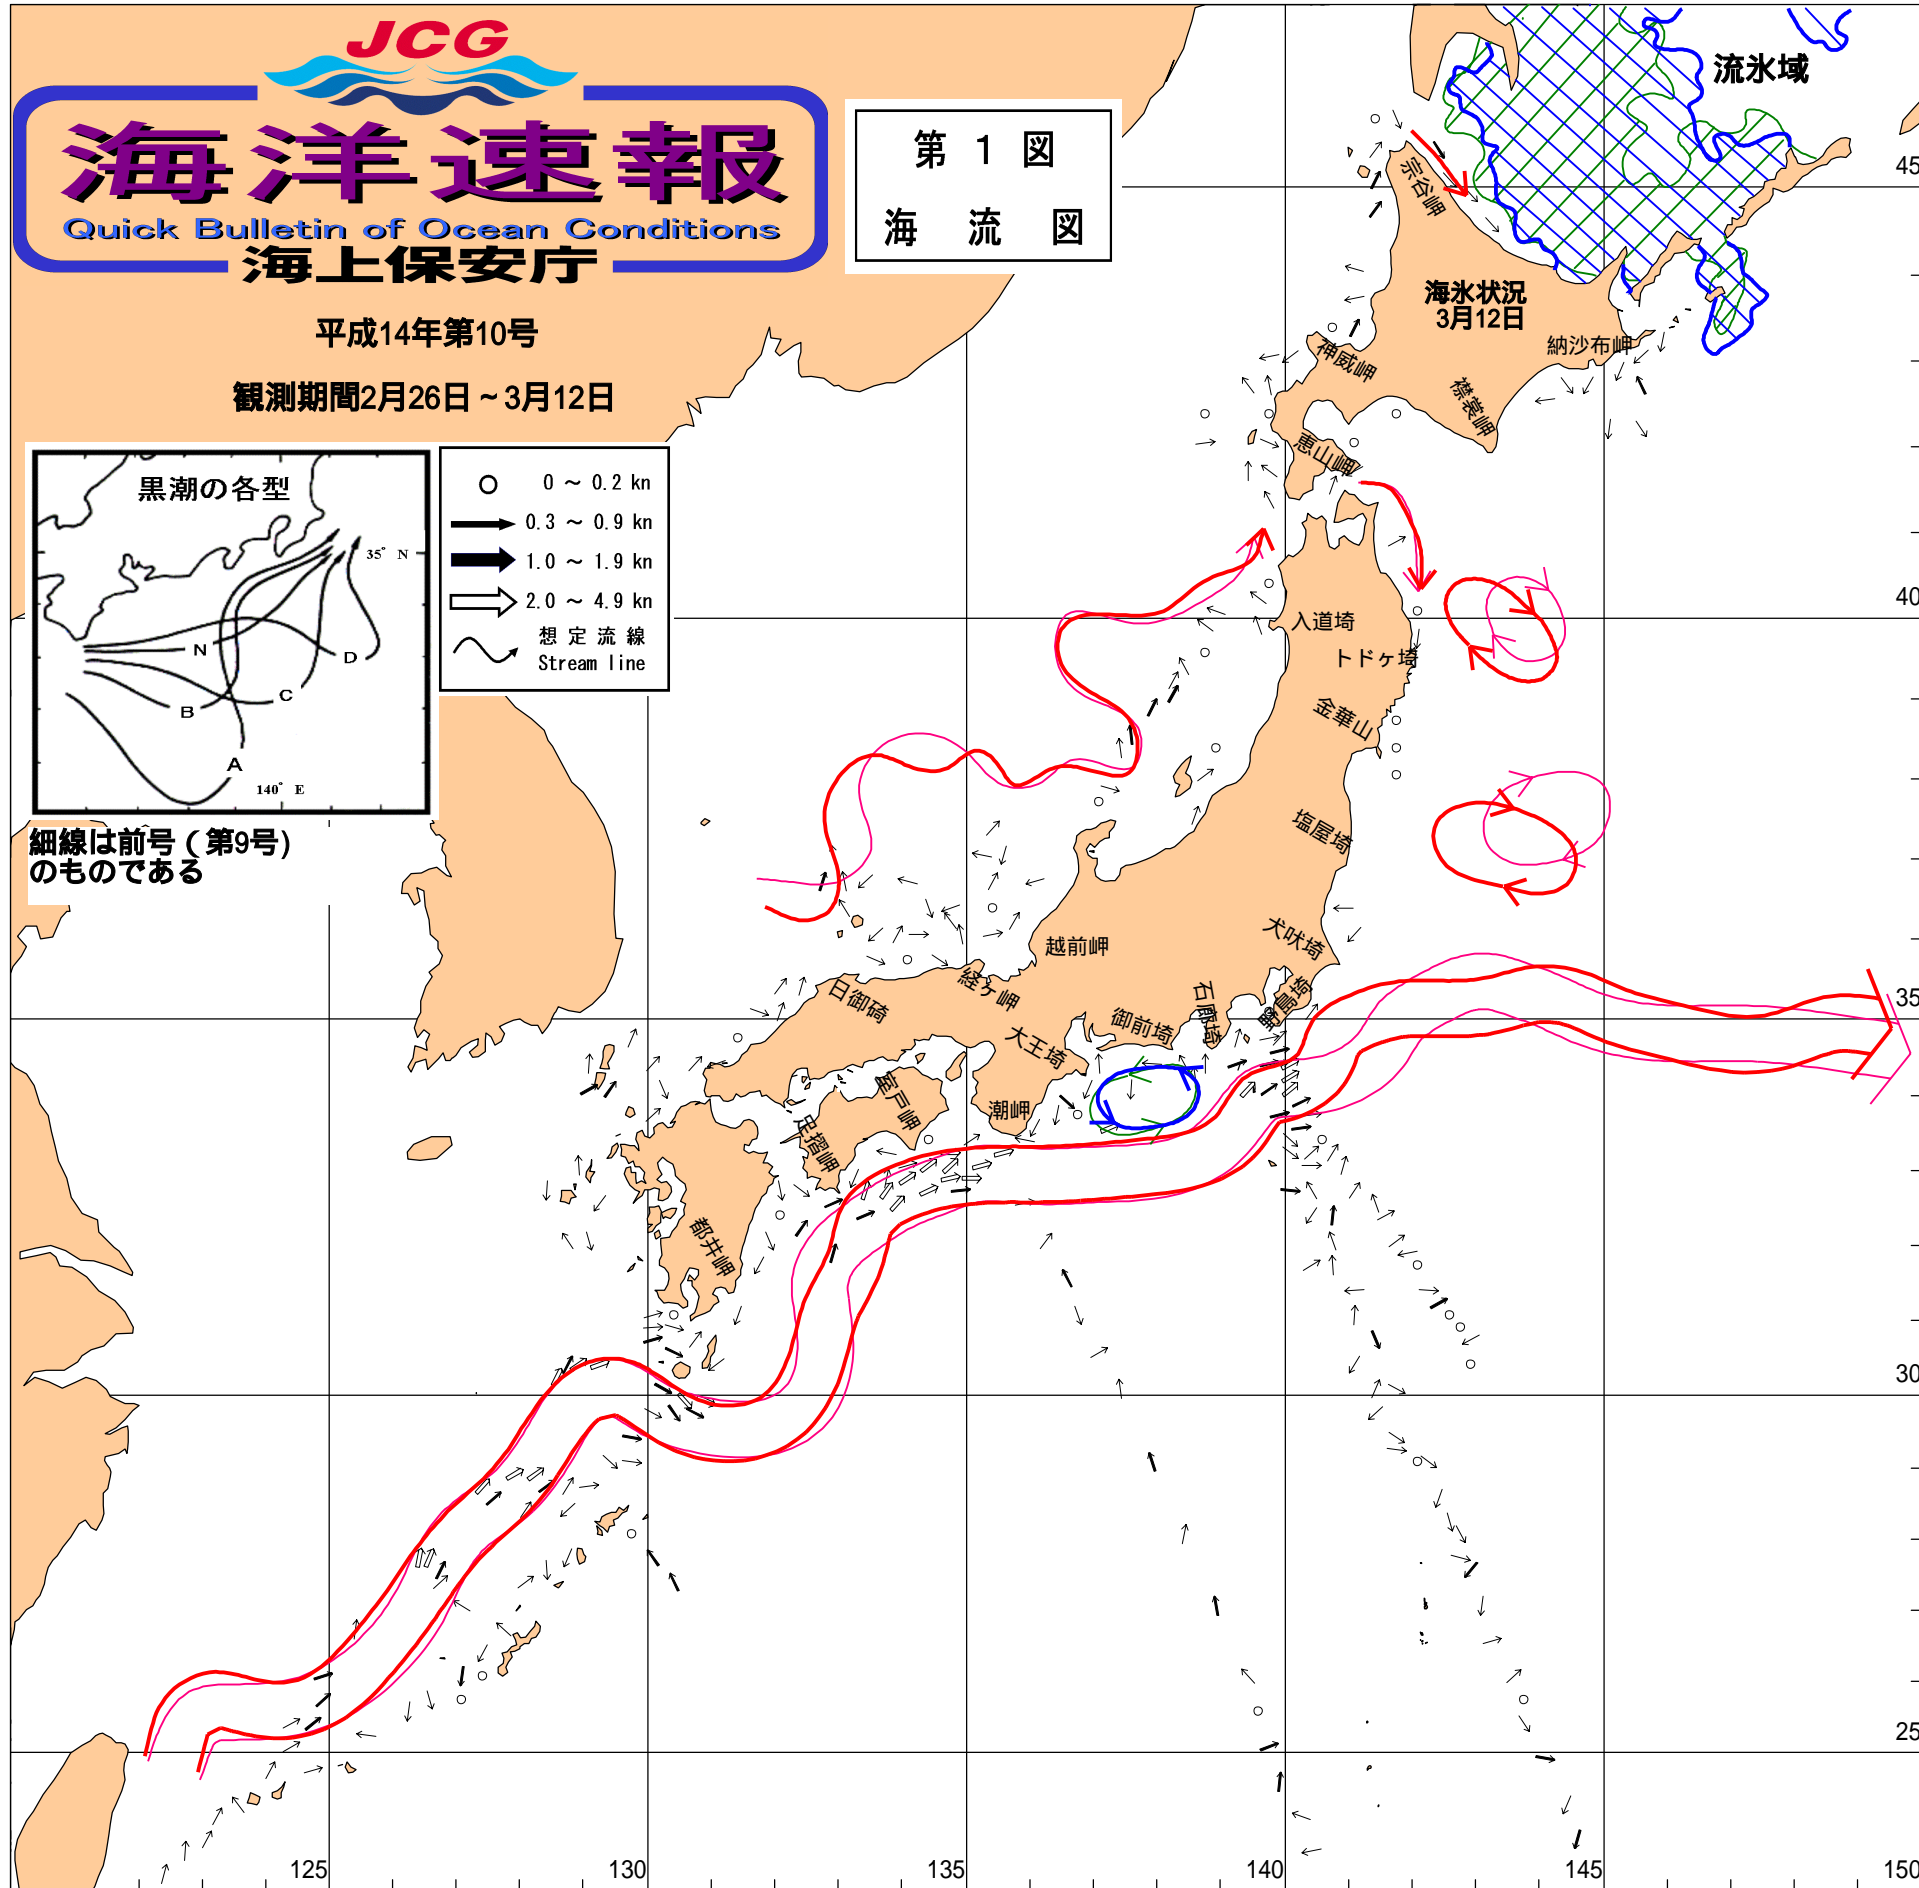 JCG
海洋速報
Quick Bulletin of Ocean Conditions
海上保安庁
平成14年第10号
観測期間2月26日～3月12日
第 1 図
海 流 図
黒潮の各型
35° N
N
D
C
B
A
140° E
0 ～ 0.2 kn
0.3 ～ 0.9 kn
1.0 ～ 1.9 kn
2.0 ～ 4.9 kn
想 定 流 線
Stream line
細線は前号（第9号)
のものである
流氷域
宗谷岬
海氷状況
3月12日
納沙布岬
神威岬
襟裳岬
恵山岬
入道埼
トドヶ埼
金華山
塩屋埼
犬吠埼
越前岬
経ヶ岬
日御碕
野島埼
石廊埼
御前埼
大王埼
潮岬
室戸岬
足摺岬
都井岬
45
40
35
30
25
125
130
135
140
145
150